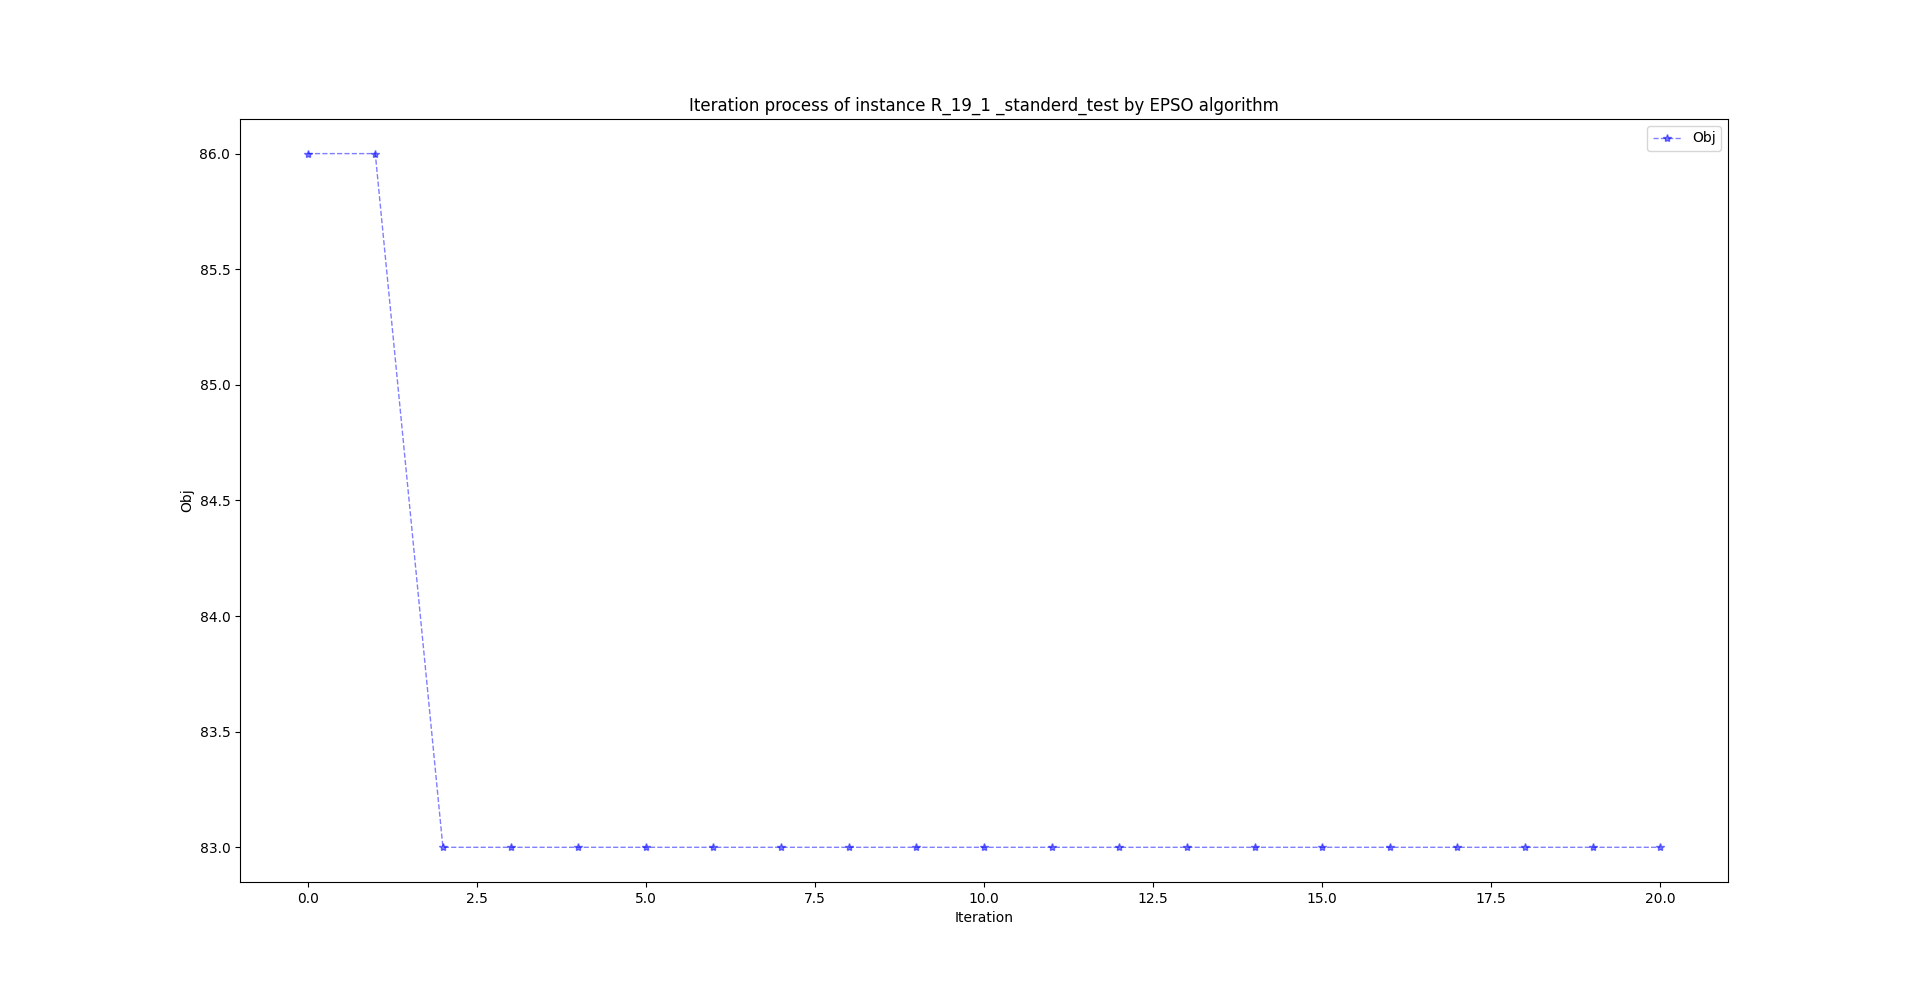 Iteration process of instance R_19_1 _standerd_test by EPSO algorithm
Obj
86.0
85.5
85.0
84.5
Obj
84.0
83.5
83.0
0.0 2.5 5.0 7.5 10.0 12.5 15.0 17.5 20.0
Iteration